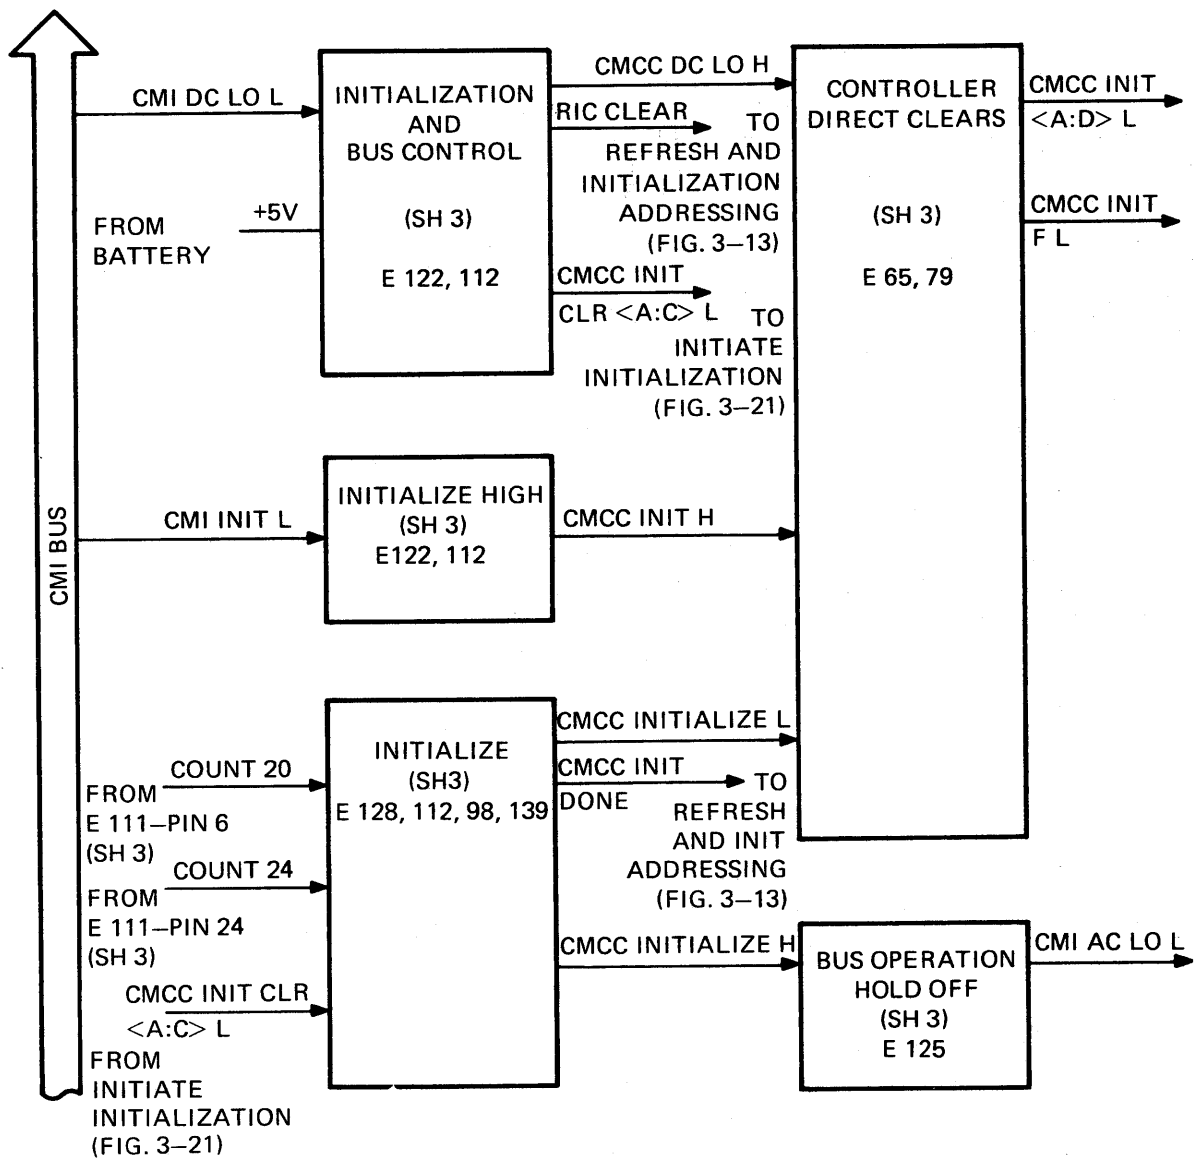 CMI BUS
CMI DC LO L
FROM
BATTERY
+5V
INITIALIZATION
AND
BUS CONTROL
(SH 3)
E 122, 112
CMCC DC LO H
RIC CLEAR
TO
REFRESH AND
INITIALIZATION
ADDRESSING
(FIG. 3–13)
CMCC INIT
CLR <A:C> L
TO
INITIATE
INITIALIZATION
(FIG. 3–21)
CONTROLLER
DIRECT CLEARS
(SH 3)
E 65, 79
CMCC INIT
<A:D> L
CMCC INIT
F L
CMI INIT L
INITIALIZE HIGH
(SH 3)
E122, 112
CMCC INIT H
COUNT 20
FROM
E 111–PIN 6
(SH 3)
COUNT 24
FROM
E 111–PIN 24
(SH 3)
CMCC INIT CLR
<A:C> L
FROM
INITIATE
INITIALIZATION
(FIG. 3–21)
INITIALIZE
(SH3)
E 128, 112, 98, 139
CMCC INITIALIZE L
CMCC INIT
DONE
TO
REFRESH
AND INIT
ADDRESSING
(FIG. 3–13)
CMCC INITIALIZE H
BUS OPERATION
HOLD OFF
(SH 3)
E 125
CMI AC LO L